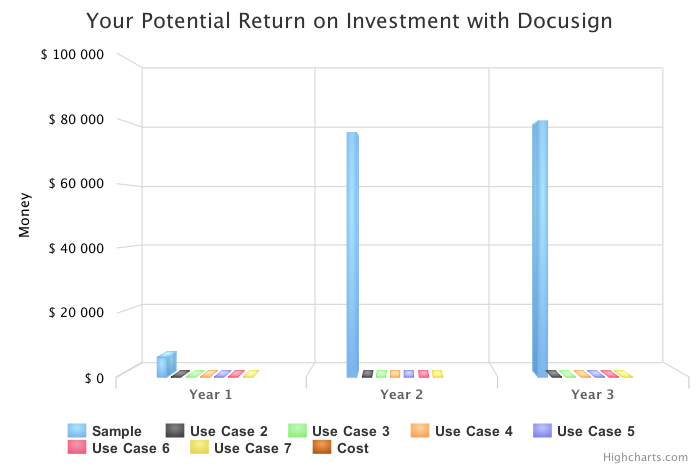 Your Potential Return on Investment with Docusign
$ 100 000
$ 80 000
$ 60 000
$ 40 000
$ 20 000
$ 0
Money
Year 1
Year 2
Year 3
Sample
Use Case 2
Use Case 3
Use Case 4
Use Case 5
Use Case 6
Use Case 7
Cost
Highcharts.com